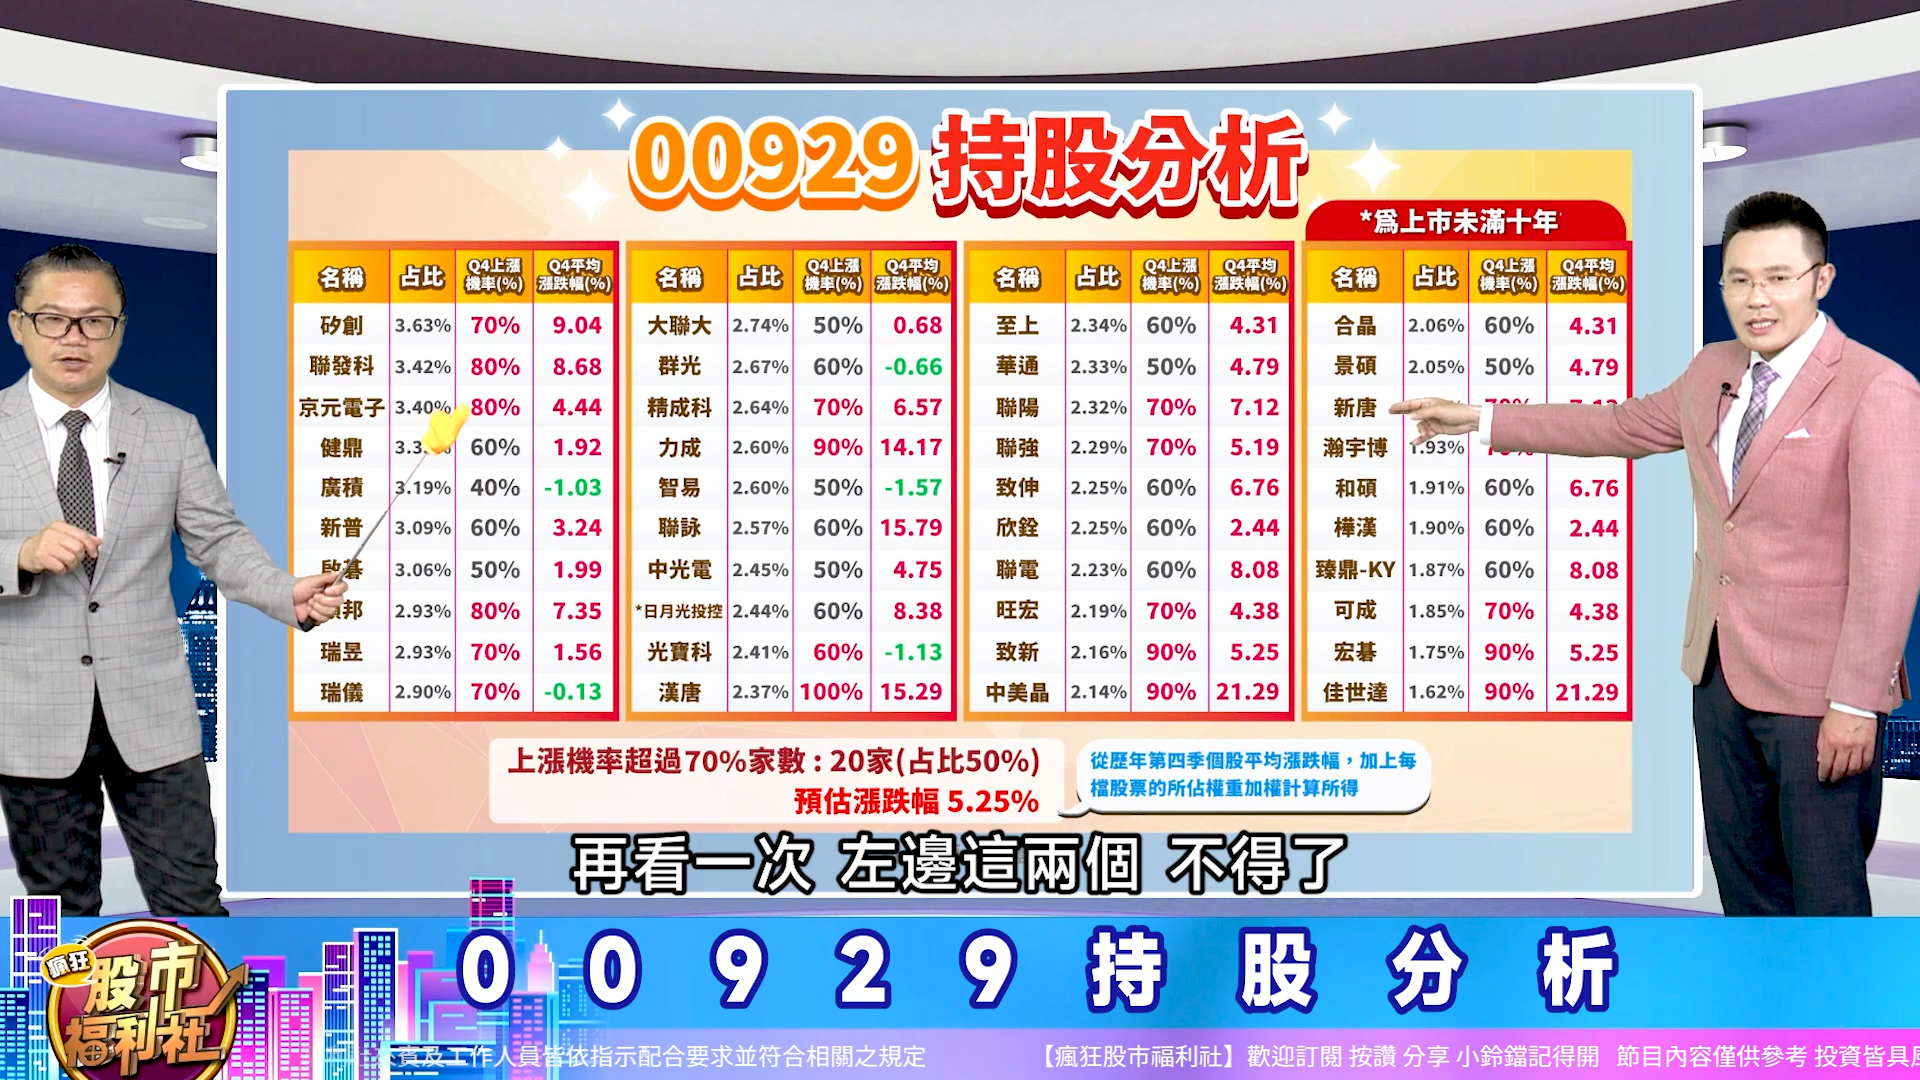 00929持股分析
*為上市未滿十年
名稱 占比 Q4上漲機率(%) Q4平均漲跌幅(%)
矽創 3.63% 70% 9.04
聯發科 3.42% 80% 8.68
京元電子 3.40% 80% 4.44
健鼎 60% 1.92
廣積 3.19% 40% -1.03
新普 3.09% 60% 3.24
啟碁 3.06% 50% 1.99
邦 2.93% 80% 7.35
瑞昱 2.93% 70% 1.56
瑞儀 2.90% 70% -0.13
名稱 占比 Q4上漲機率(%) Q4平均漲跌幅(%)
大聯大 2.74% 50% 0.68
群光 2.67% 60% -0.66
精成科 2.64% 70% 6.57
力成 2.60% 90% 14.17
智易 2.60% 50% -1.57
聯詠 2.57% 60% 15.79
中光電 2.45% 50% 4.75
*日月光投控 2.44% 60% 8.38
光寶科 2.41% 60% -1.13
漢唐 2.37% 100% 15.29
名稱 占比 Q4上漲機率(%) Q4平均漲跌幅(%)
至上 2.34% 60% 4.31
華通 2.33% 50% 4.79
聯陽 2.32% 70% 7.12
聯強 2.29% 70% 5.19
致伸 2.25% 60% 6.76
欣銓 2.25% 60% 2.44
聯電 2.23% 60% 8.08
旺宏 2.19% 70% 4.38
致新 2.16% 90% 5.25
中美晶 2.14% 90% 21.29
名稱 占比 Q4上漲機率(%) Q4平均漲跌幅(%)
合晶 2.06% 60% 4.31
景碩 2.05% 50% 4.79
新唐
瀚宇博 1.93%
和碩 1.91% 60% 6.76
樺漢 1.90% 60% 2.44
臻鼎-KY 1.87% 60% 8.08
可成 1.85% 70% 4.38
宏碁 1.75% 90% 5.25
佳世達 1.62% 90% 21.29
上漲機率超過70%家數:20家(占比50%)
預估漲跌幅 5.25%
從歷年第四季個股平均漲跌幅，加上每
檔股票的所佔權重加權計算所得
再看一次 左邊這兩個 不得了
00929持股分析
瘋狂
股市
福利社
賓及工作人員皆依指示配合要求並符合相關之規定 【瘋狂股市福利社】歡迎訂閱 按讚 分享 小鈴鐺記得開 節目內容僅供參考 投資皆具